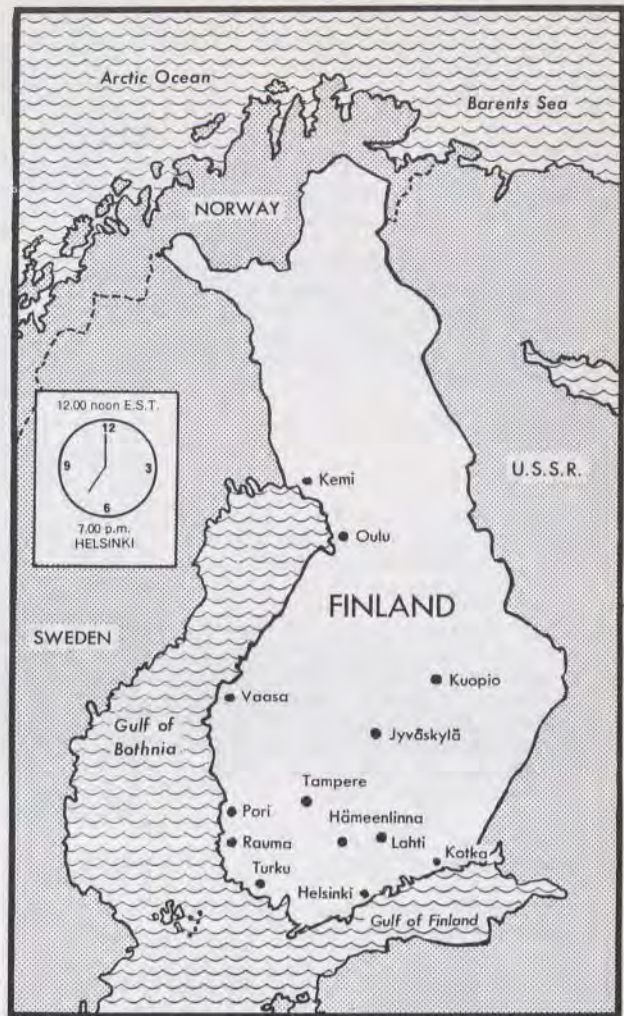 Arctic Ocean
Barents Sea
NORWAY
12.00 noon E.S.T.
12
9
3
6
7.00 p.m.
HELSINKI
U.S.S.R.
Kemi
Oulu
FINLAND
SWEDEN
Kuopio
Vaasa
Gulf of
Bothnia
Jyväskylä
Tampere
Pori
Hämeenlinna
Rauma
Lahti
Kotka
Turku
Helsinki
Gulf of Finland